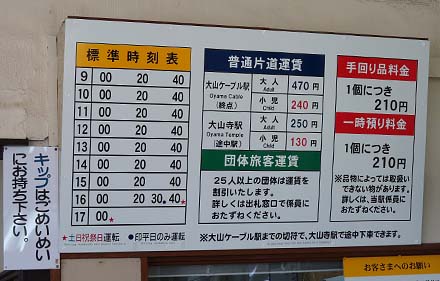 標準時刻表
9 00 20 40
10 00 20 40
11 00 20 40
12 00 20 40
13 00 20 40
14 00 20 40
15 00 20 40
16 00 20 30 40
17 00
★土日祝祭日運転 ●印平日のみ運転
普通片道運賃
大山ケーブル駅 大人 470円
Oyama Cable Adult
(終点) 小児 240円
Child
大山寺駅 大人 250円
Oyama Temple Adult
(途中駅) 小児 130円
Child
団体旅客運賃
25人以上の団体は運賃を
割引いたします。
詳しくは出札窓口で係員に
おたずねください。
手回り品料金
1個につき
210円
一時預り料金
1個につき
210円
※品物によっては取扱い
できない物があります。
詳しくは、当駅係員に
おたずねください。
※大山ケーブル駅までの切符で、大山寺駅で途中下車できます。
キップはごめいめい
にお持ち下さい。
お客さまへのお願い